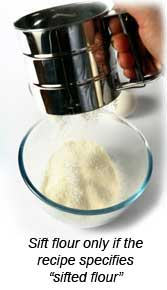 Sift flour only if the
recipe specifies
“sifted flour”